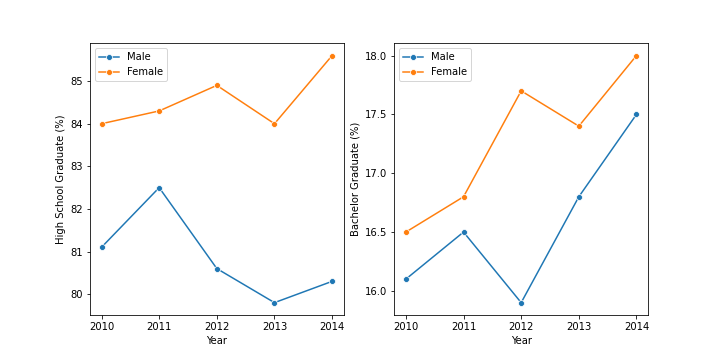 Male
Female
High School Graduate (%)
85
84
83
82
81
80
2010 2011 2012 2013 2014
Year
Male
Female
Bachelor Graduate (%)
18.0
17.5
17.0
16.5
16.0
2010 2011 2012 2013 2014
Year